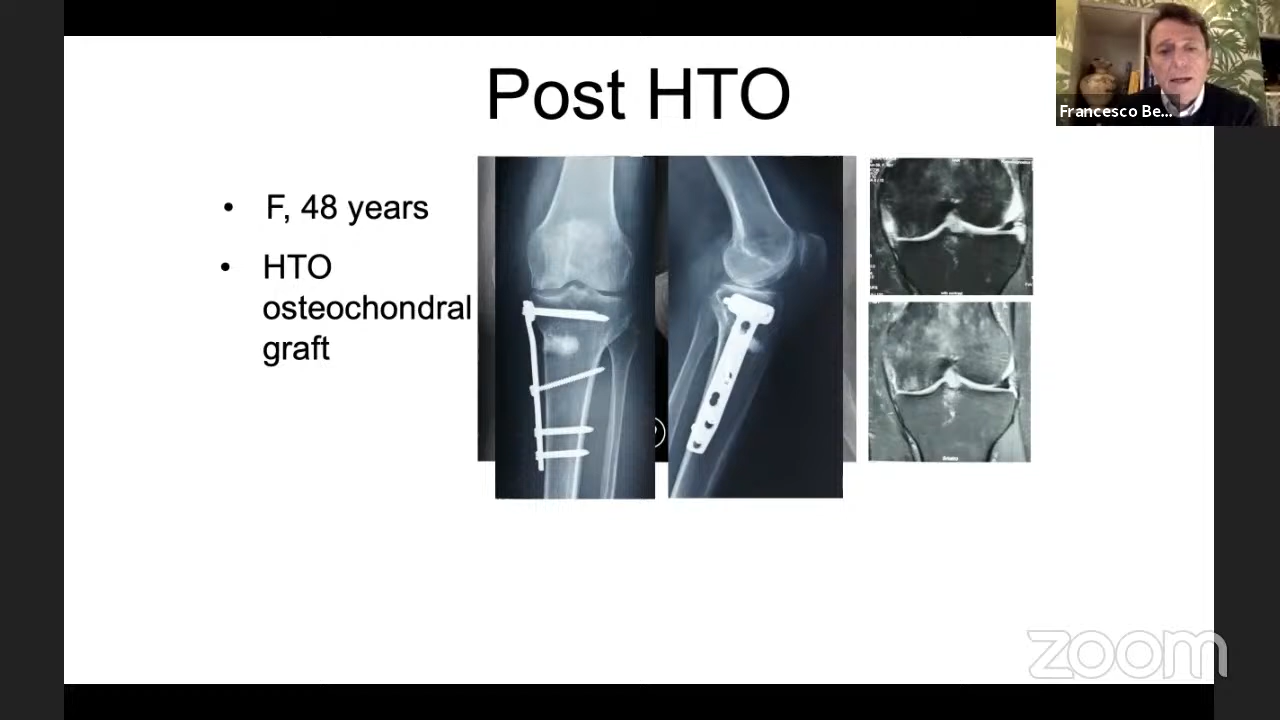 Post HTO
Francesco Be...
• F, 48 years
• HTO
osteochondral
graft
zoom